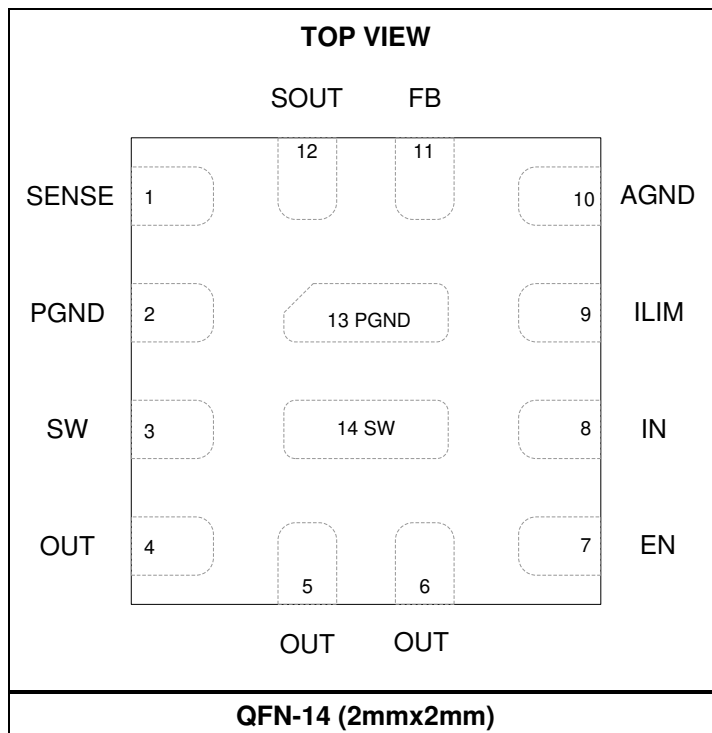 TOP VIEW
SOUT FB
12 11
SENSE 1 10 AGND
PGND 2 13 PGND 9 ILIM
SW 3 14 SW 8 IN
OUT 4 7 EN
5 6
OUT OUT
QFN-14 (2mmx2mm)